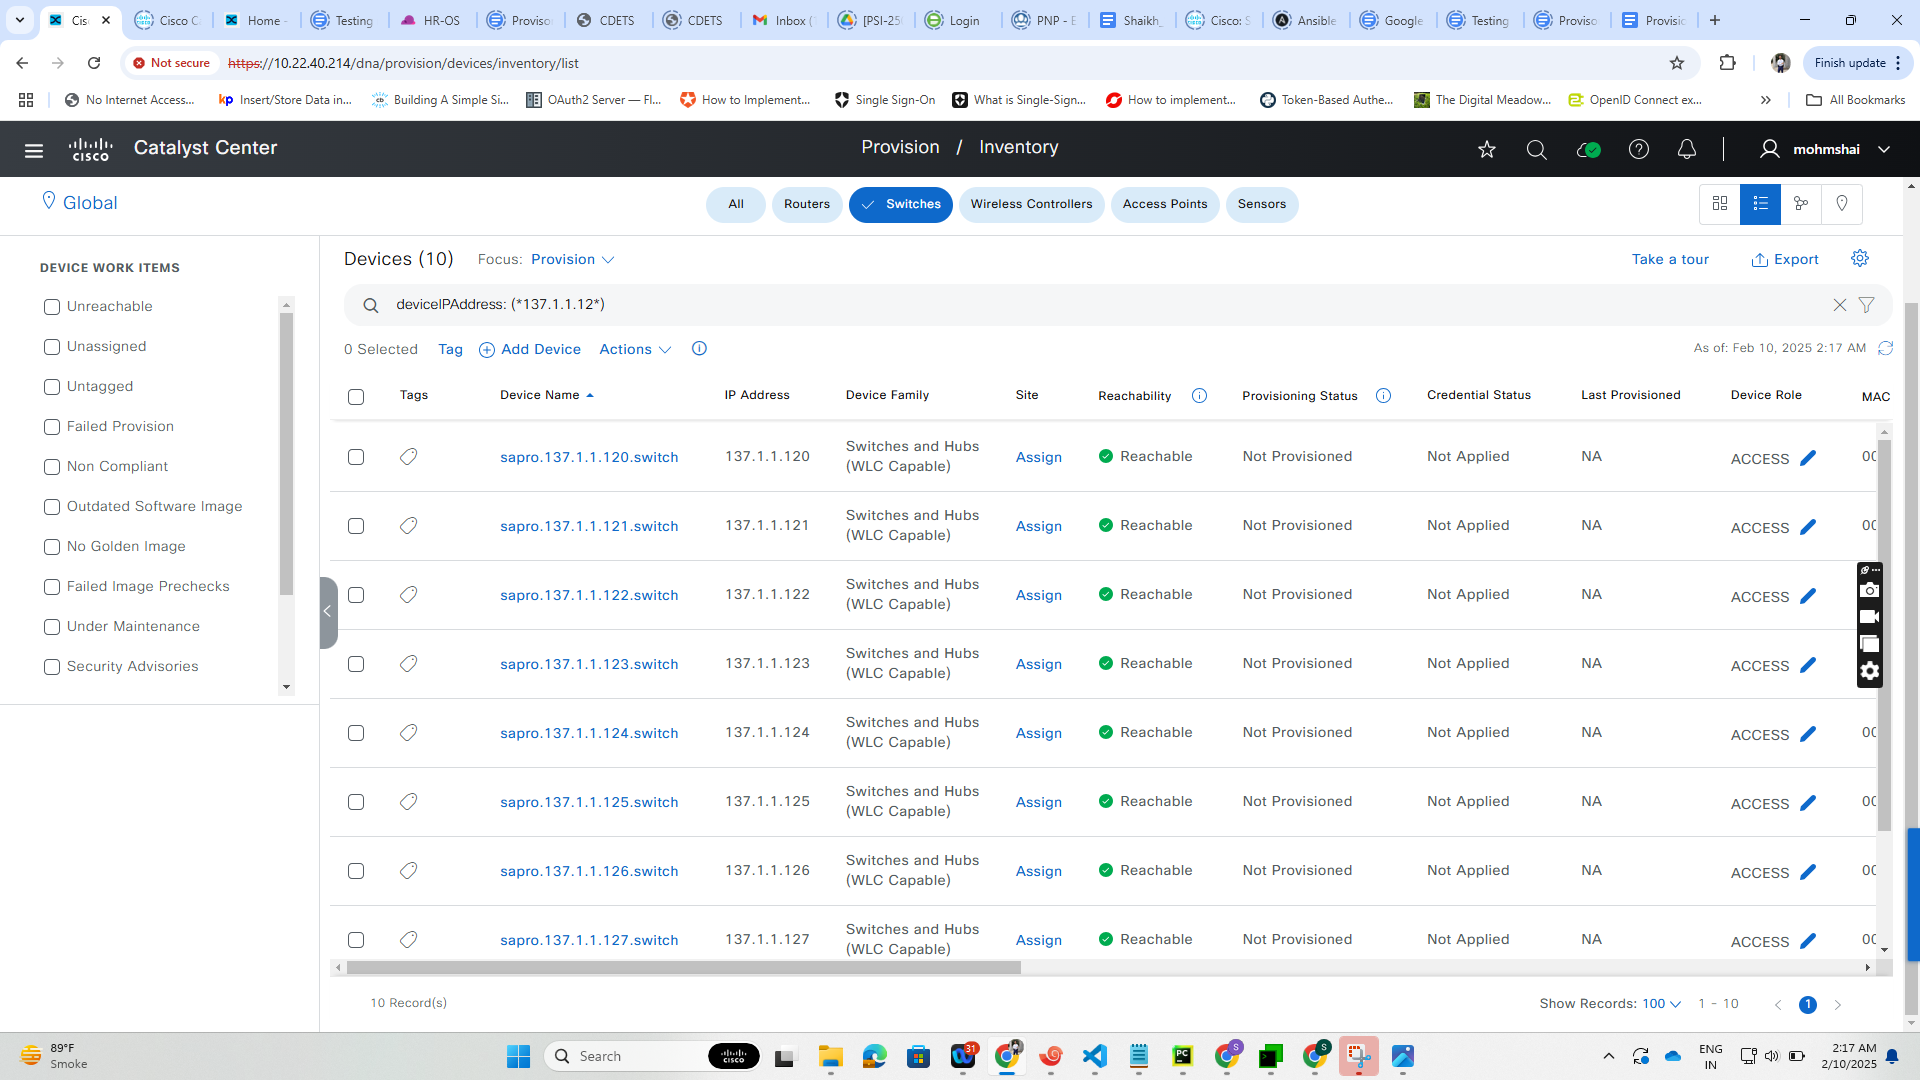 Cis
Cisco C
Home -
Testing
HR-OS
Proviso
CDETS
CDETS
Inbox (
[PSI-250
Login
PNP - E
Shaikh_
Cisco: S
Ansible
Google
Testing
Proviso
Provisio
Not secure
https://10.22.40.214/dna/provision/devices/inventory/list
Finish update
No Internet Access...
Insert/Store Data in...
Building A Simple Si...
OAuth2 Server — Fl...
How to Implement...
Single Sign-On
What is Single-Sign...
How to implement...
Token-Based Authe...
The Digital Meadow...
OpenID Connect ex...
All Bookmarks
cisco Catalyst Center
Provision / Inventory
mohmshai
Global
All
Routers
Switches
Wireless Controllers
Access Points
Sensors
DEVICE WORK ITEMS
Unreachable
Unassigned
Untagged
Failed Provision
Non Compliant
Outdated Software Image
No Golden Image
Failed Image Prechecks
Under Maintenance
Security Advisories
Devices (10) Focus: Provision
Take a tour
Export
deviceIPAddress: (*137.1.1.12*)
0 Selected Tag Add Device Actions
As of: Feb 10, 2025 2:17 AM
Tags Device Name IP Address Device Family Site Reachability Provisioning Status Credential Status Last Provisioned Device Role MAC
sapro.137.1.1.120.switch 137.1.1.120 Switches and Hubs (WLC Capable) Assign Reachable Not Provisioned Not Applied NA ACCESS 00
sapro.137.1.1.121.switch 137.1.1.121 Switches and Hubs (WLC Capable) Assign Reachable Not Provisioned Not Applied NA ACCESS 00
sapro.137.1.1.122.switch 137.1.1.122 Switches and Hubs (WLC Capable) Assign Reachable Not Provisioned Not Applied NA ACCESS 00
sapro.137.1.1.123.switch 137.1.1.123 Switches and Hubs (WLC Capable) Assign Reachable Not Provisioned Not Applied NA ACCESS 00
sapro.137.1.1.124.switch 137.1.1.124 Switches and Hubs (WLC Capable) Assign Reachable Not Provisioned Not Applied NA ACCESS 00
sapro.137.1.1.125.switch 137.1.1.125 Switches and Hubs (WLC Capable) Assign Reachable Not Provisioned Not Applied NA ACCESS 00
sapro.137.1.1.126.switch 137.1.1.126 Switches and Hubs (WLC Capable) Assign Reachable Not Provisioned Not Applied NA ACCESS 00
sapro.137.1.1.127.switch 137.1.1.127 Switches and Hubs (WLC Capable) Assign Reachable Not Provisioned Not Applied NA ACCESS 00
10 Record(s)
Show Records: 100 1 - 10 1
89°F
Smoke
Search
cisco
31
PC
S
S
ENG
IN
2:17 AM
2/10/2025